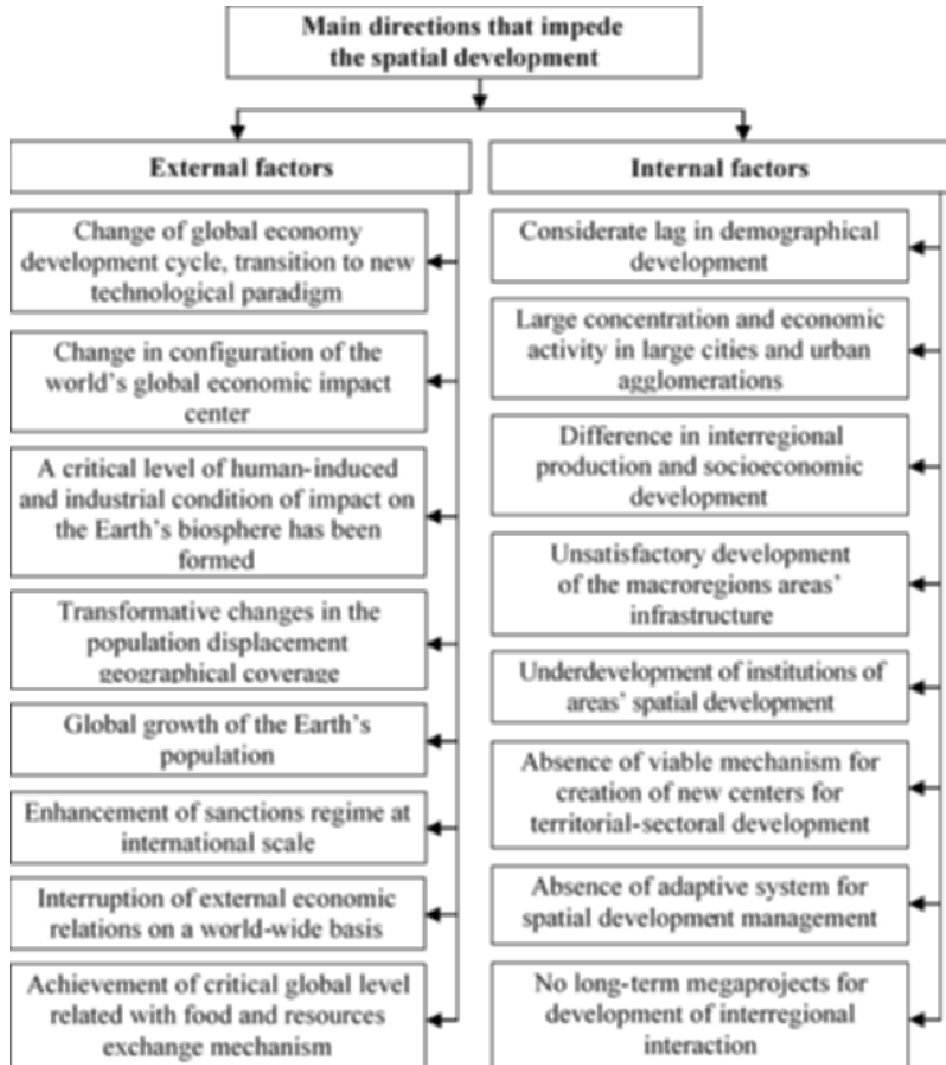 Main directions that impede
the spatial development
External factors
Change of global economy
development cycle, transition to new
technological paradigm
Change in configuration of the
world's global economic impact
center
A critical level of human-induced
and industrial condition of impact on
the Earth's biosphere has been
formed
Transformative changes in the
population displacement
geographical coverage
Global growth of the Earth's
population
Enhancement of sanctions regime at
international scale
Interruption of external economic
relations on a world-wide basis
Achievement of critical global level
related with food and resources
exchange mechanism
Internal factors
Considerate lag in demographical
development
Large concentration and economic
activity in large cities and urban
agglomerations
Difference in interregional
production and socioeconomic
development
Unsatisfactory development
of the macroregions areas'
infrastructure
Underdevelopment of institutions of
areas' spatial development
Absence of viable mechanism for
creation of new centers for
territorial-sectoral development
Absence of adaptive system for
spatial development management
No long-term megaprojects for
development of interregional
interaction